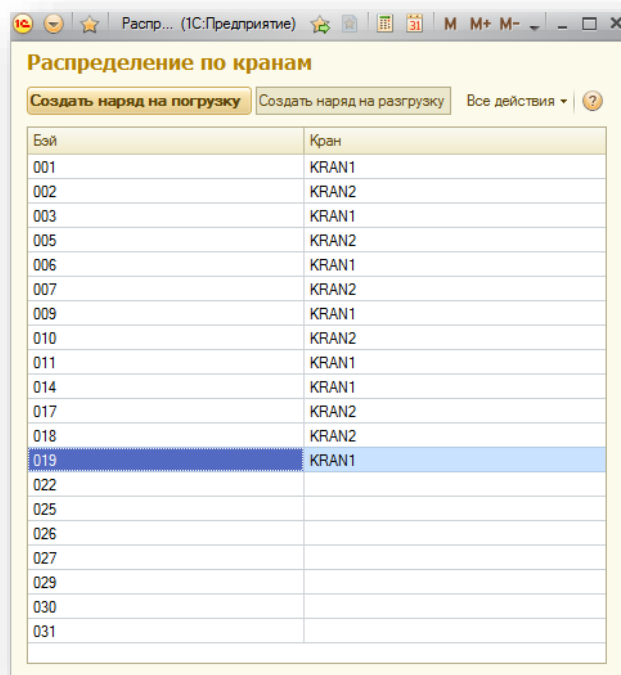 1С Распр... (1С:Предприятие) 31 M M+ M-
Распределение по кранам
Создать наряд на погрузку Создать наряд на разгрузку Все действия ?
Бэй Кран
001 KRAN1
002 KRAN2
003 KRAN1
005 KRAN2
006 KRAN1
007 KRAN2
009 KRAN1
010 KRAN2
011 KRAN1
014 KRAN1
017 KRAN2
018 KRAN2
019 KRAN1
022
025
026
027
029
030
031